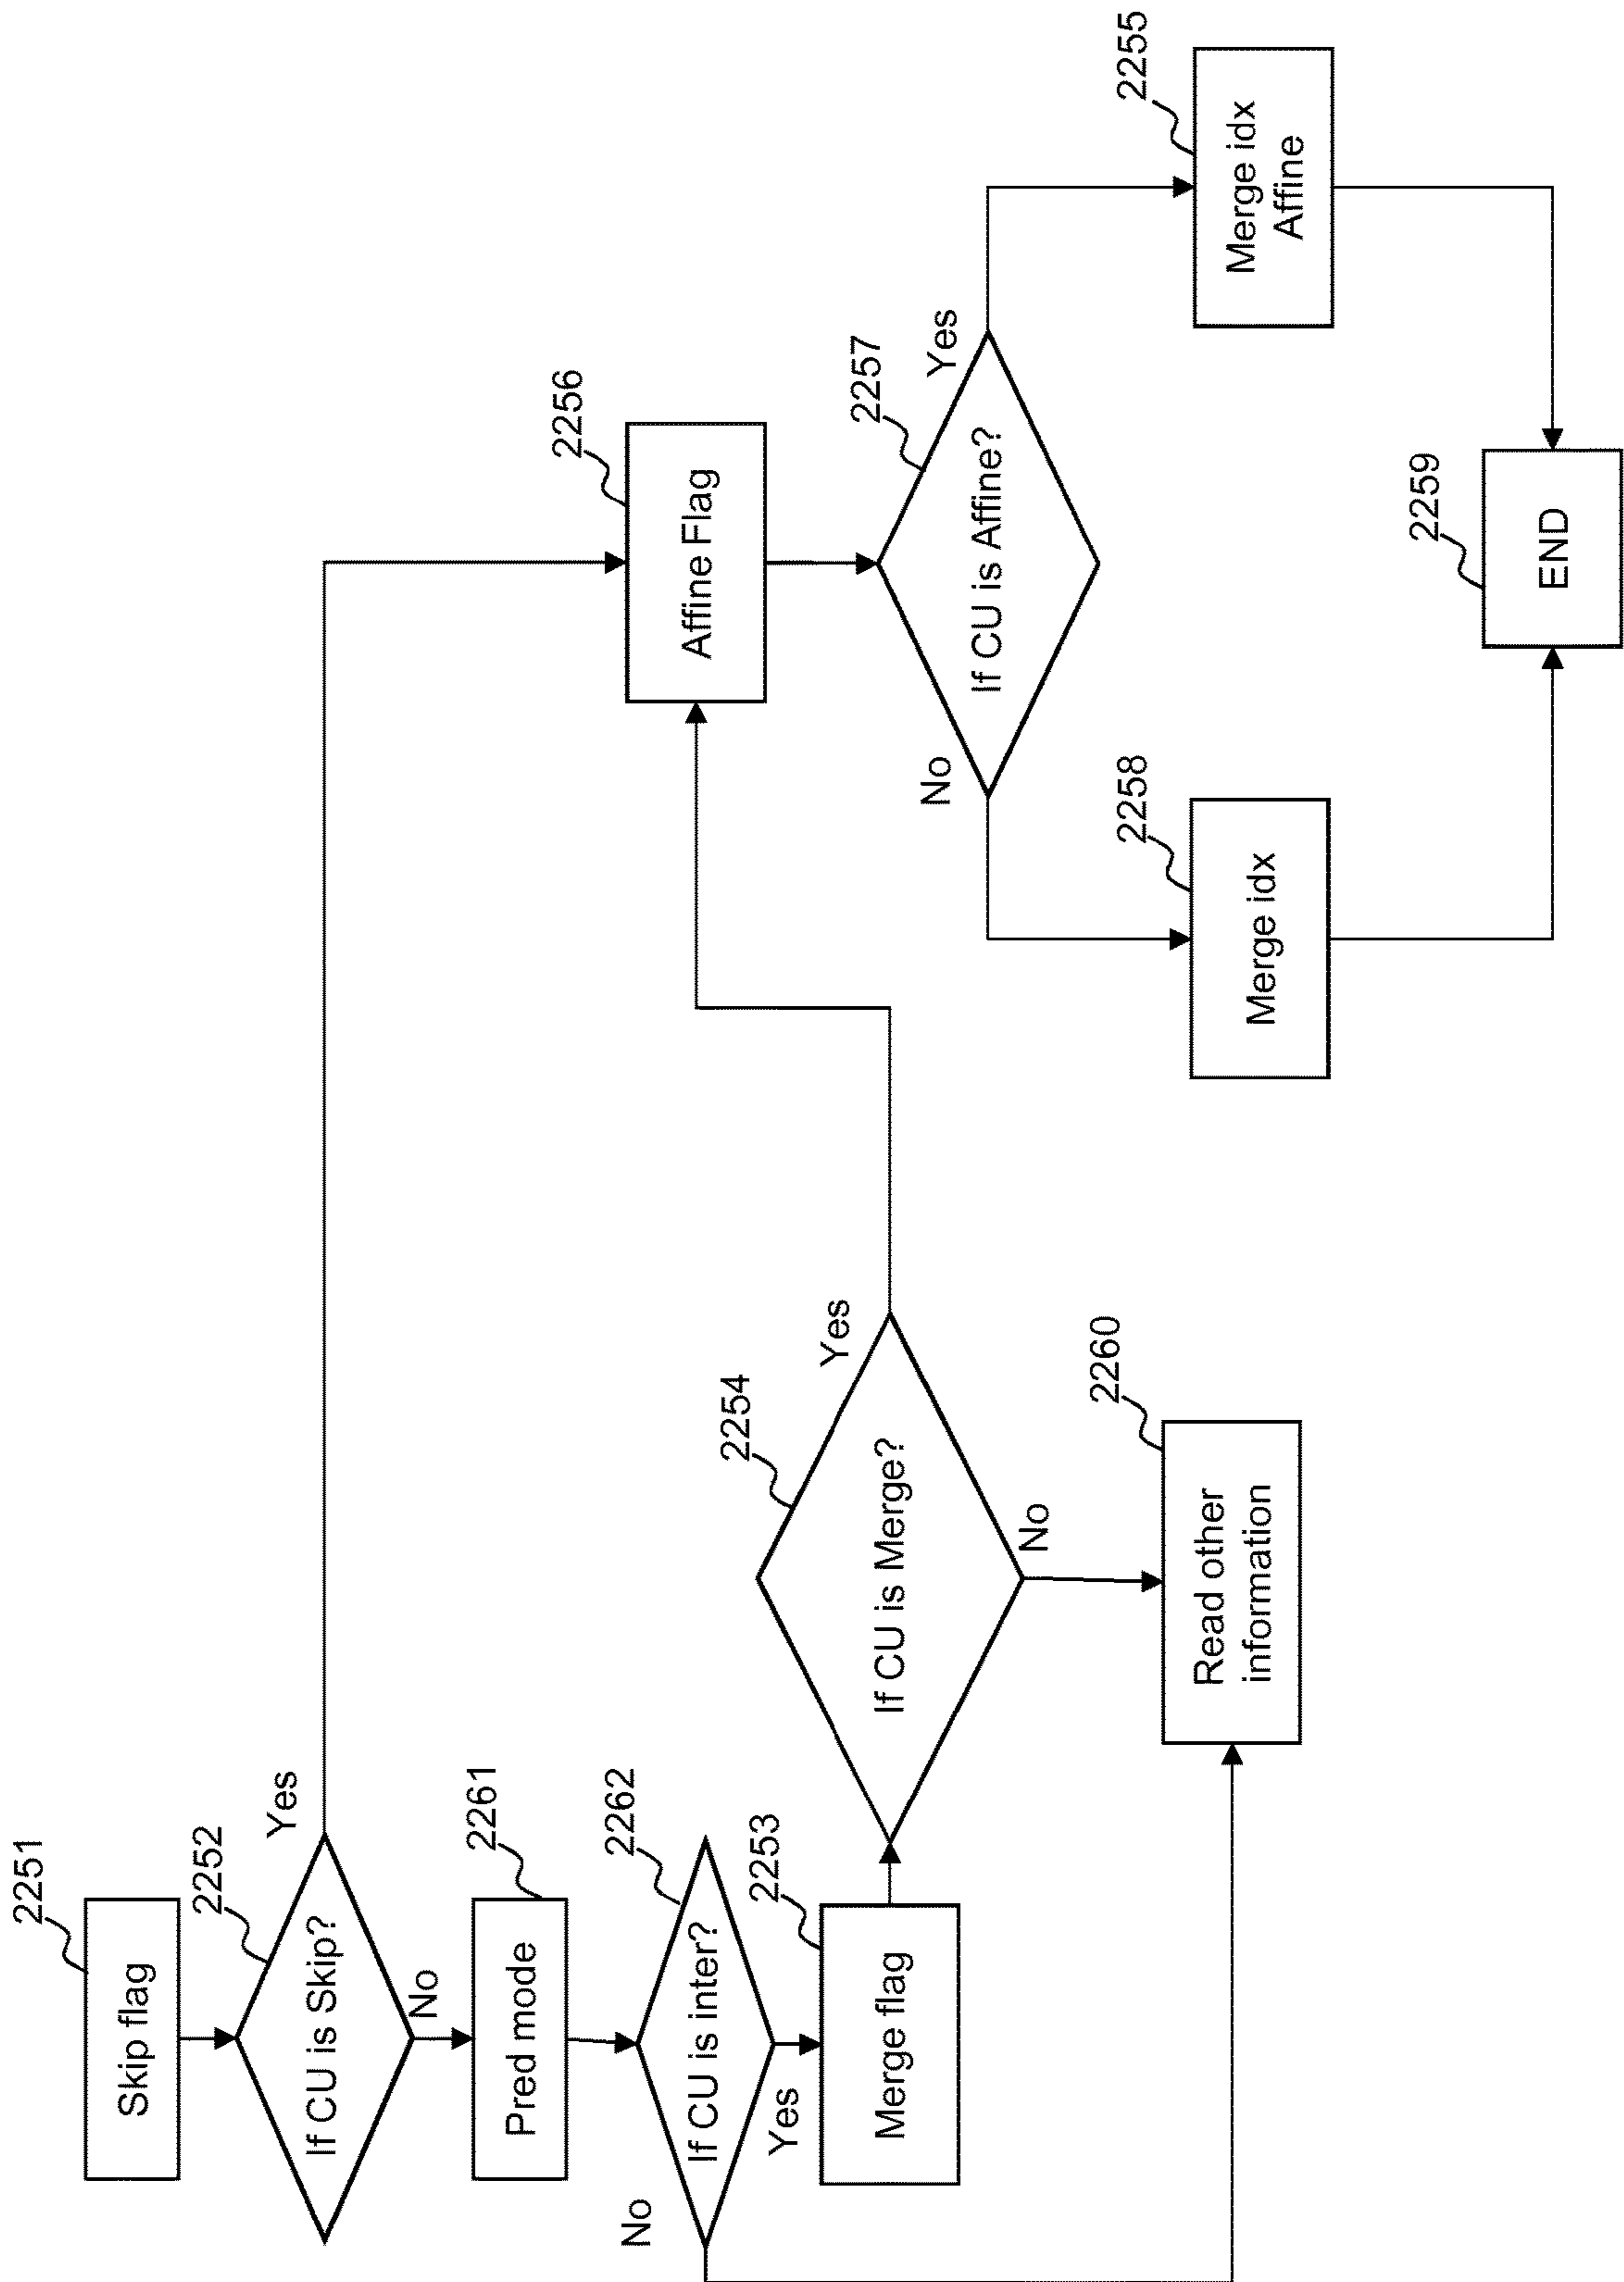 2251
Skip flag
2252
If CU is Skip?
Yes
No
2261
Pred mode
2262
If CU is inter?
No
Yes
2253
Merge flag
2254
If CU is Merge?
Yes
No
2260
Read other
information
2256
Affine Flag
2257
If CU is Affine?
No
Yes
2258
Merge idx
2255
Merge idx
Affine
2259
END